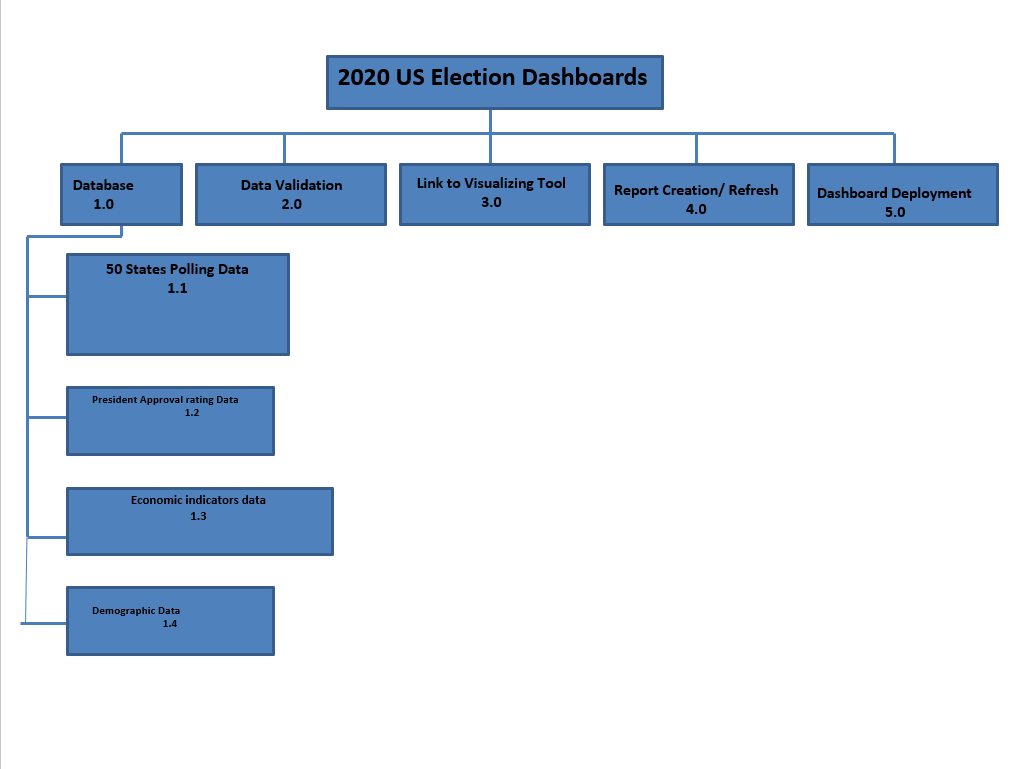 2020 US Election Dashboards
Database
1.0
Data Validation
2.0
Link to Visualizing Tool
3.0
Report Creation/ Refresh
4.0
Dashboard Deployment
5.0
50 States Polling Data
1.1
President Approval rating Data
1.2
Economic indicators data
1.3
Demographic Data
1.4